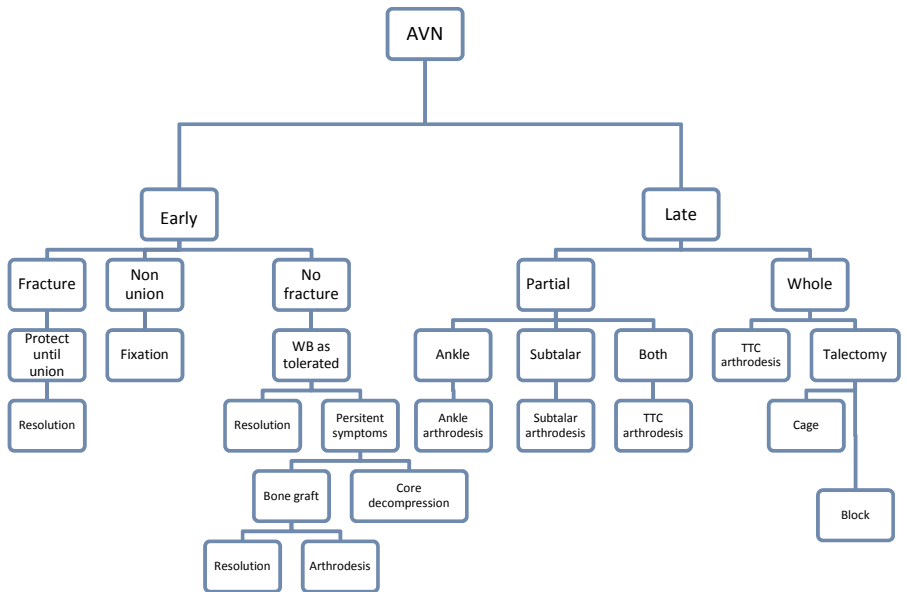 AVN
Early
Late
Fracture
Non
union
No
fracture
Partial
Whole
Protect
until
union
Fixation
WB as
tolerated
Ankle
Subtalar
Both
TTC
arthrodesis
Talectomy
Resolution
Resolution
Persitent
symptoms
Ankle
arthrodesis
Subtalar
arthrodesis
TTC
arthrodesis
Cage
Bone graft
Core
decompression
Block
Resolution
Arthrodesis